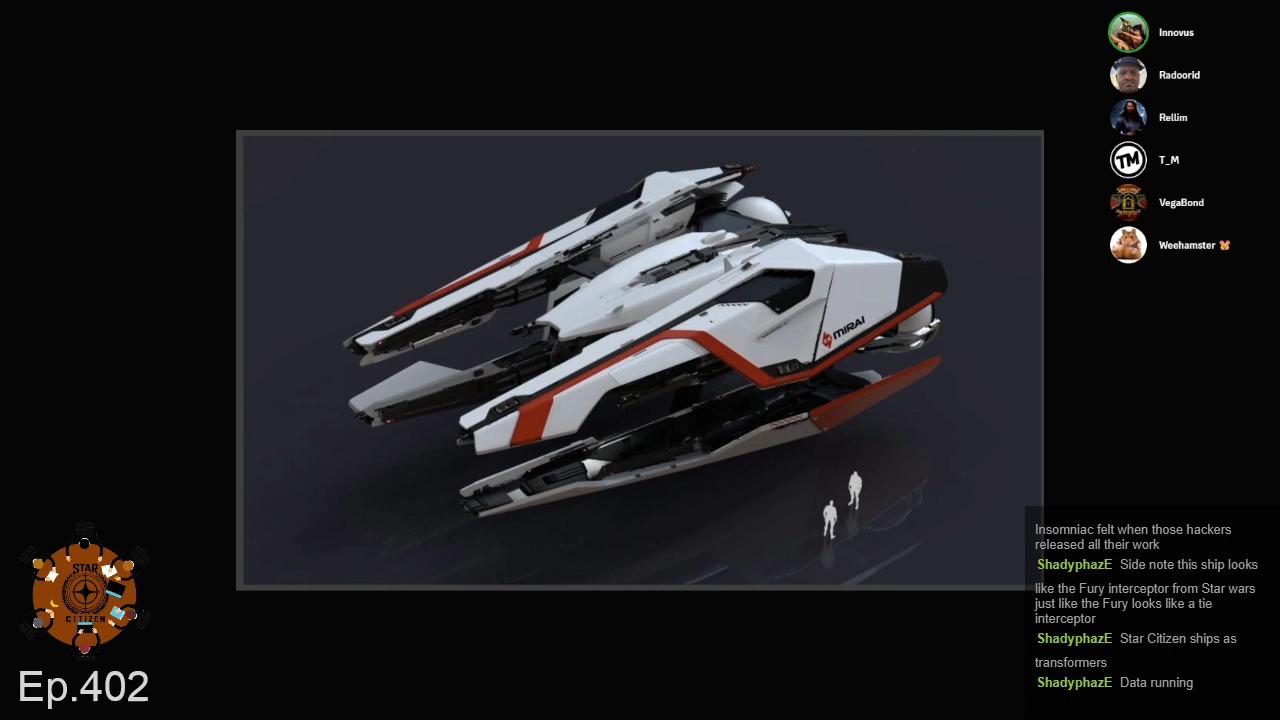 Innovus
Radoorid
Rellim
TM
T_M
VegaBond
Weehamster
MIRAI
Insomniac felt when those hackers
released all their work
ShadyphazE Side note this ship looks
like the Fury interceptor from Star wars
just like the Fury looks like a tie
interceptor
ShadyphazE Star Citizen ships as
transformers
ShadyphazE Data running
STAR
CITIZEN
Ep.402